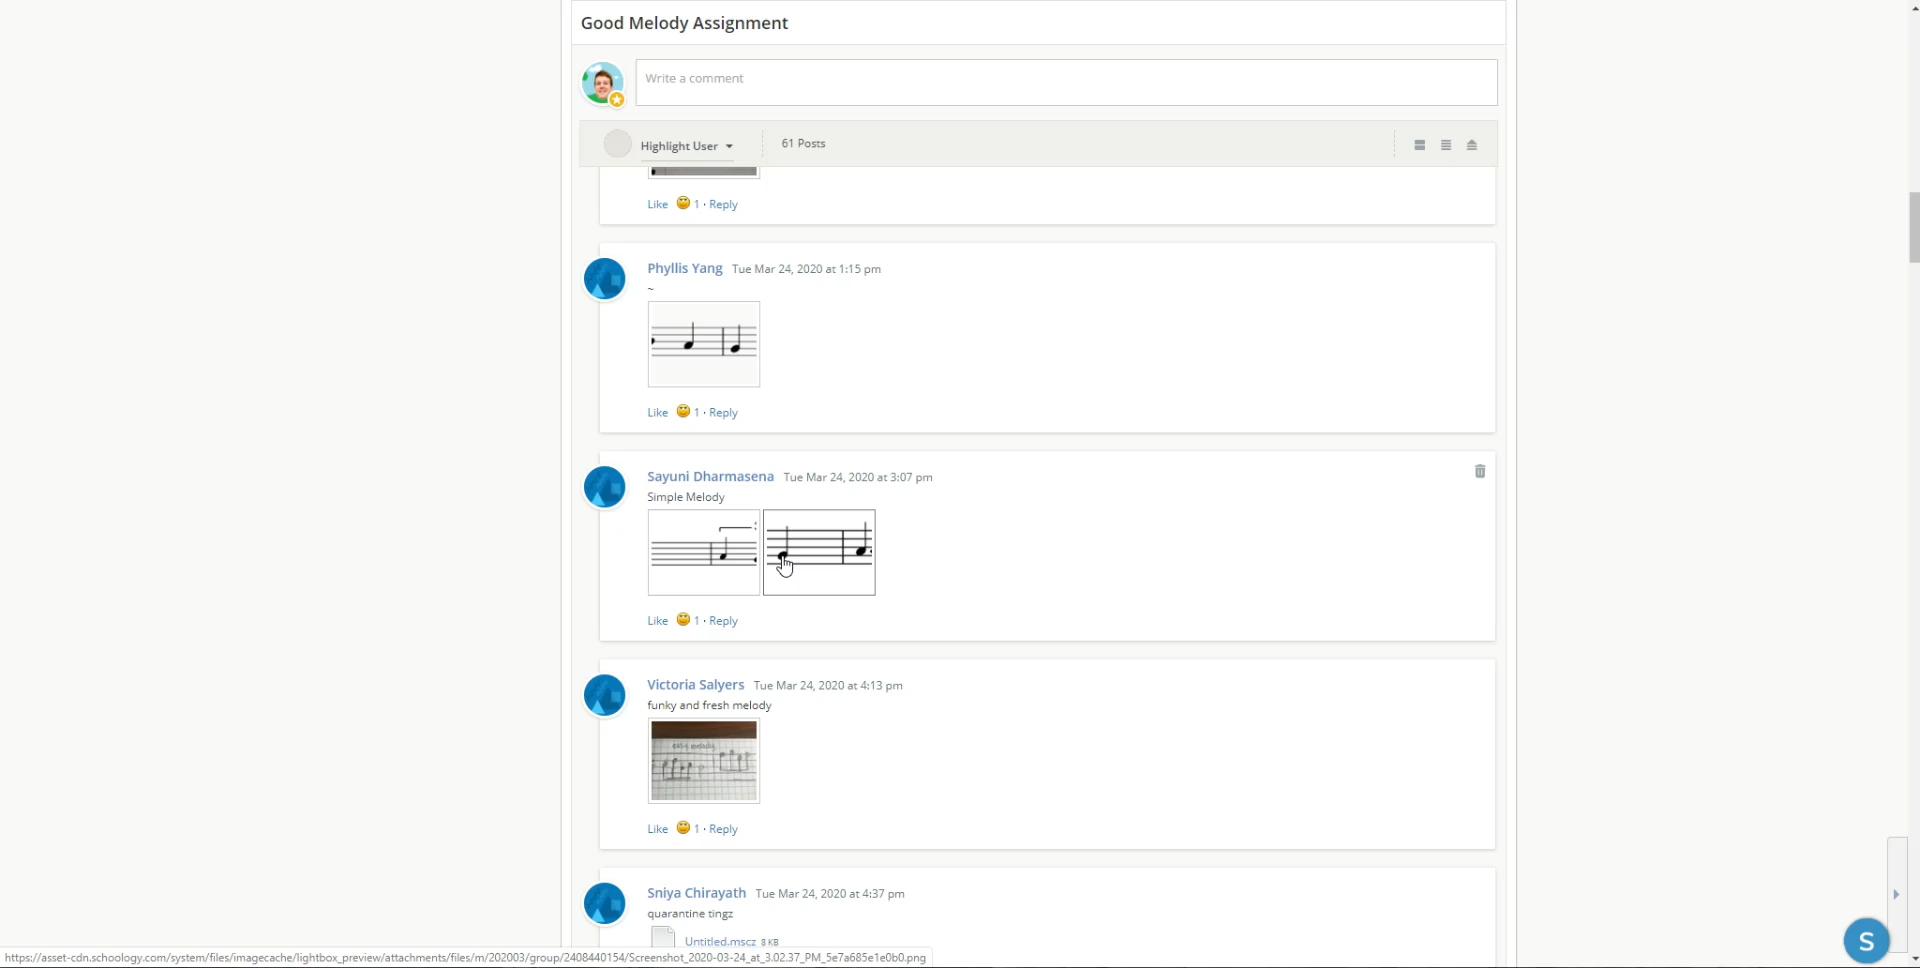 Good Melody Assignment
Write a comment
Highlight User
61 Posts
Like 1 · Reply
Phyllis Yang Tue Mar 24, 2020 at 1:15 pm
~
Like 1 · Reply
Sayuni Dharmasena Tue Mar 24, 2020 at 3:07 pm
Simple Melody
Like 1 · Reply
Victoria Salyers Tue Mar 24, 2020 at 4:13 pm
funky and fresh melody
easy melody
Like 1 · Reply
Sniya Chirayath Tue Mar 24, 2020 at 4:37 pm
quarantine tingz
Untitled.mscz 8 KB
S
https://asset-cdn.schoology.com/system/files/imagecache/lightbox_preview/attachments/files/m/202003/group/2408440154/Screenshot_2020-03-24_at_3.02.37_PM_5e7a685e1e0b0.png